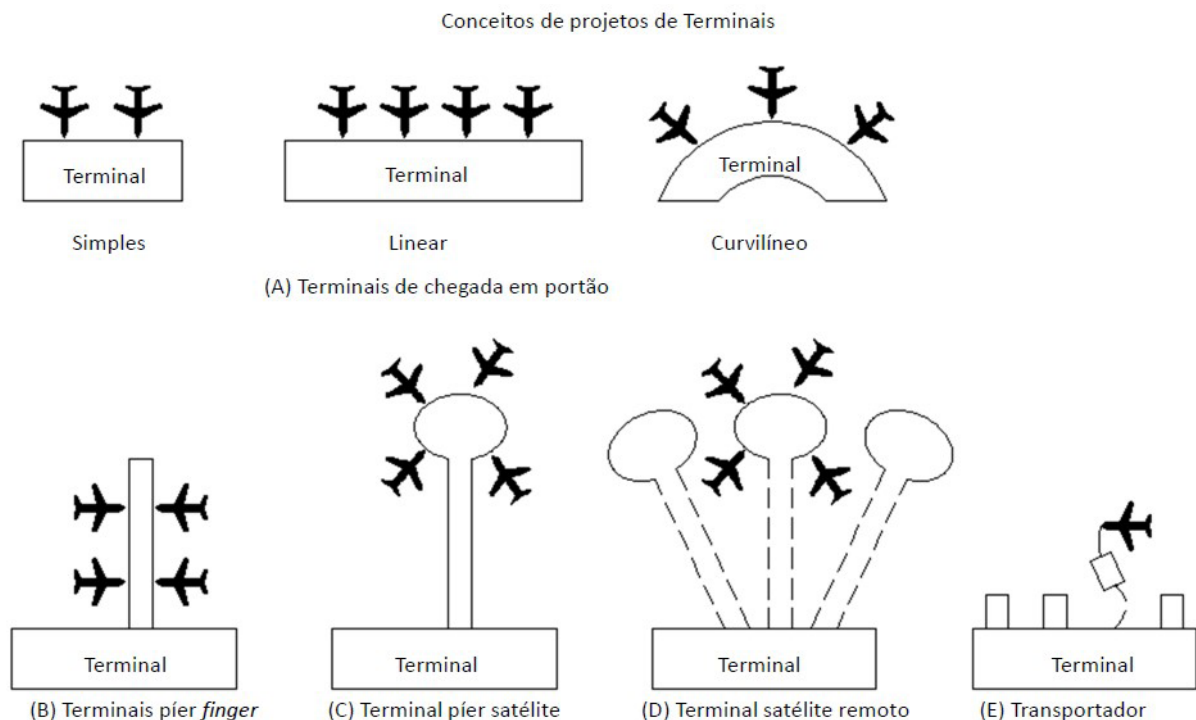 Conceitos de projetos de Terminais
Terminal
Terminal
Terminal
Simples
Linear
Curvilíneo
(A) Terminais de chegada em portão
Terminal
Terminal
Terminal
Terminal
(B) Terminais píer finger
(C) Terminal píer satélite
(D) Terminal satélite remoto
(E) Transportador